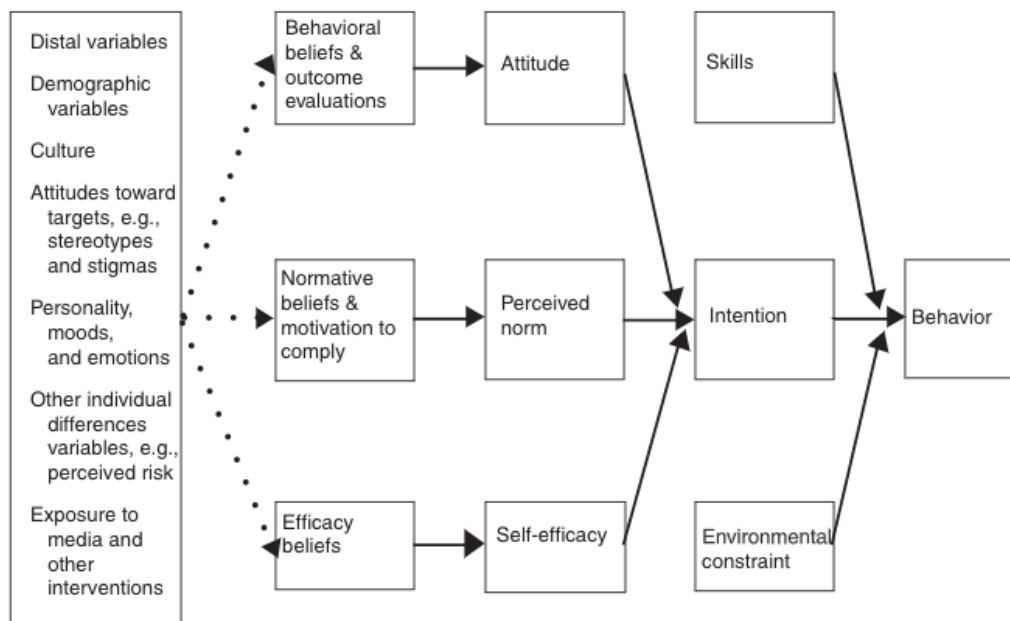 Distal variables
Demographic
variables
Culture
Attitudes toward
targets, e.g.,
stereotypes
and stigmas
Personality,
moods,
and emotions
Other individual
differences
variables, e.g.,
perceived risk
Exposure to
media and
other
interventions
Behavioral
beliefs &
outcome
evaluations
Normative
beliefs &
motivation to
comply
Efficacy
beliefs
Attitude
Perceived
norm
Self-efficacy
Skills
Intention
Environmental
constraint
Behavior